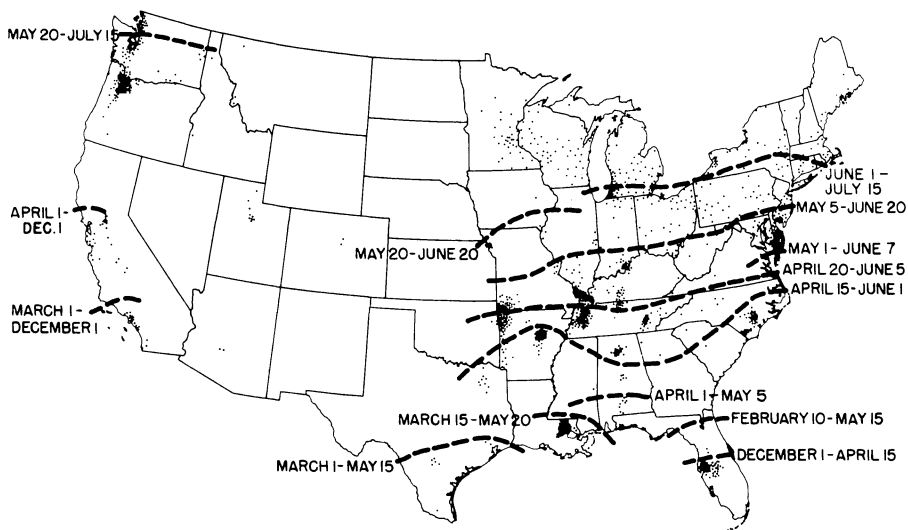 MAY 20-JULY 15
JUNE 1 -
JULY 15
APRIL 1-
DEC. 1
MAY 5-JUNE 20
MAY 20-JUNE 20
MAY 1 - JUNE 7
APRIL 20-JUNE 5
APRIL 15-JUNE 1
MARCH 1-
DECEMBER 1
APRIL 1 - MAY 5
MARCH 15-MAY 20
FEBRUARY 10-MAY 15
MARCH 1-MAY 15
DECEMBER 1-APRIL 15